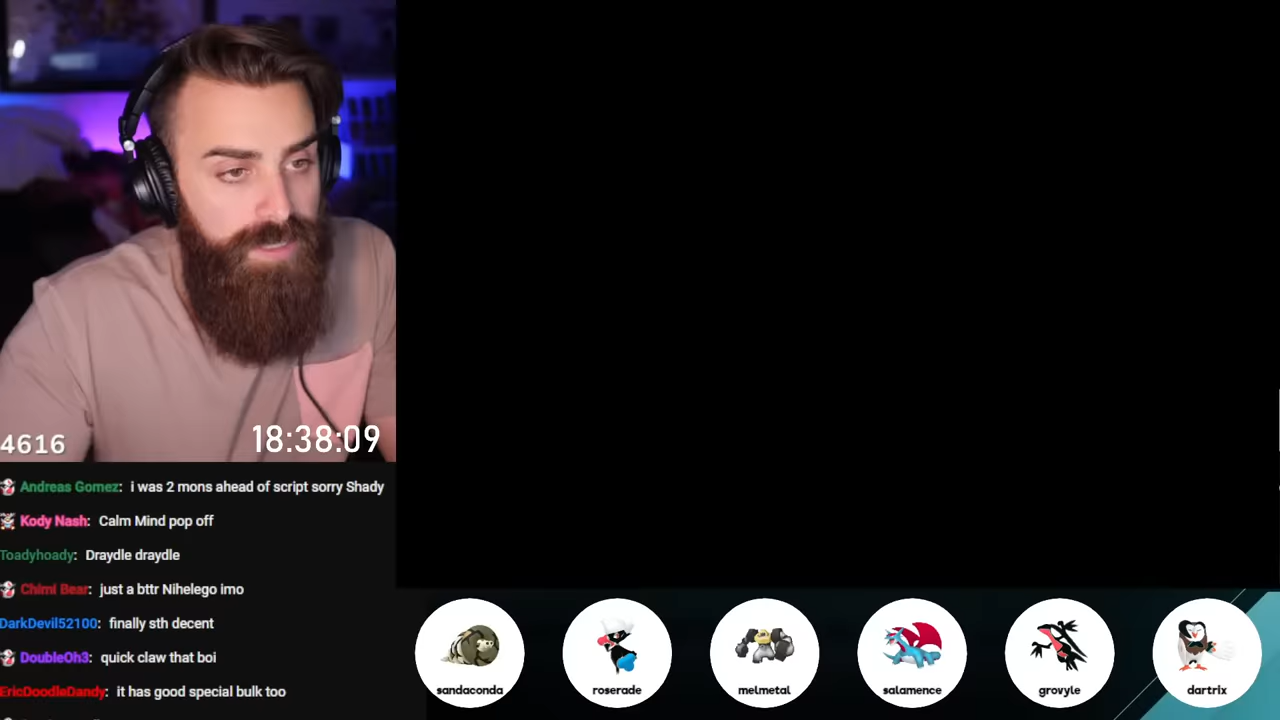 4616
18:38:09
Andreas Gomez: i was 2 mons ahead of script sorry Shady
Kody Nash: Calm Mind pop off
Toadyhoady: Draydle draydle
Chimi Bear: just a bttr Nihelego imo
DarkDevil52100: finally sth decent
DoubleOh3: quick claw that boi
EricDoodleDandy: it has good special bulk too
sandaconda
roserade
melmetal
salamence
grovyle
dartrix